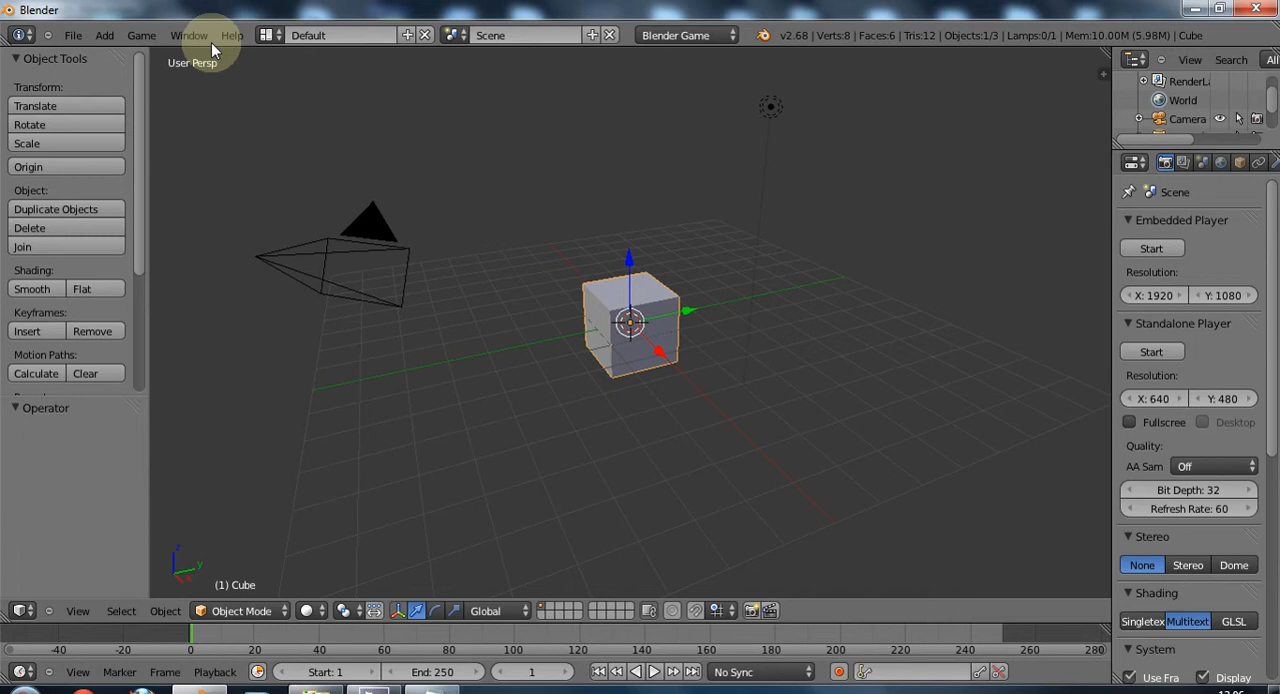 Blender
File Add Game Window Help Default Scene Blender Game v2.68 | Verts:8 | Faces:6 | Tris:12 | Objects:1/3 | Lamps:0/1 | Mem:10.00M (5.98M) | Cube
Object Tools
User Persp
View Search All
Transform:
Translate
Rotate
Scale
Origin
Object:
Duplicate Objects
Delete
Join
Shading:
Smooth Flat
Keyframes:
Insert Remove
Motion Paths:
Calculate Clear
Operator
z
y
x
(1) Cube
RenderL
World
Camera
Scene
Embedded Player
Start
Resolution:
X: 1920 Y: 1080
Standalone Player
Start
Resolution:
X: 640 Y: 480
Fullscree Desktop
Quality:
AA Sam Off
Bit Depth: 32
Refresh Rate: 60
Stereo
None Stereo Dome
Shading
Singletex Multitext GLSL
System
Use Fra Display
View Select Object Object Mode Global
-40 -20 0 20 40 60 80 100 120 140 160 180 200 220 240 260 280
View Marker Frame Playback Start: 1 End: 250 1 No Sync